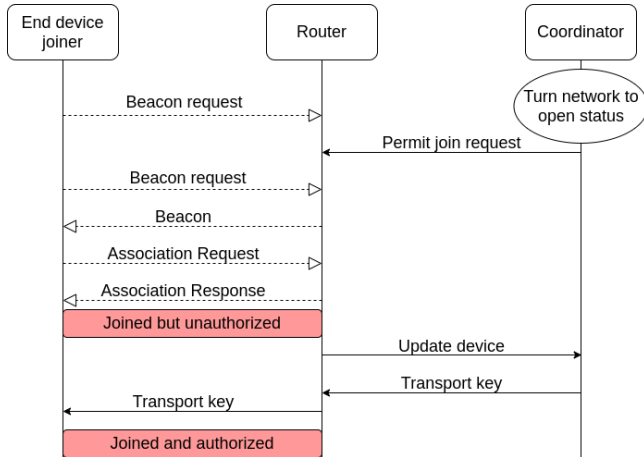 End device
joiner
Router
Coordinator
Turn network to
open status
Beacon request
Permit join request
Beacon request
Beacon
Association Request
Association Response
Joined but unauthorized
Update device
Transport key
Transport key
Joined and authorized